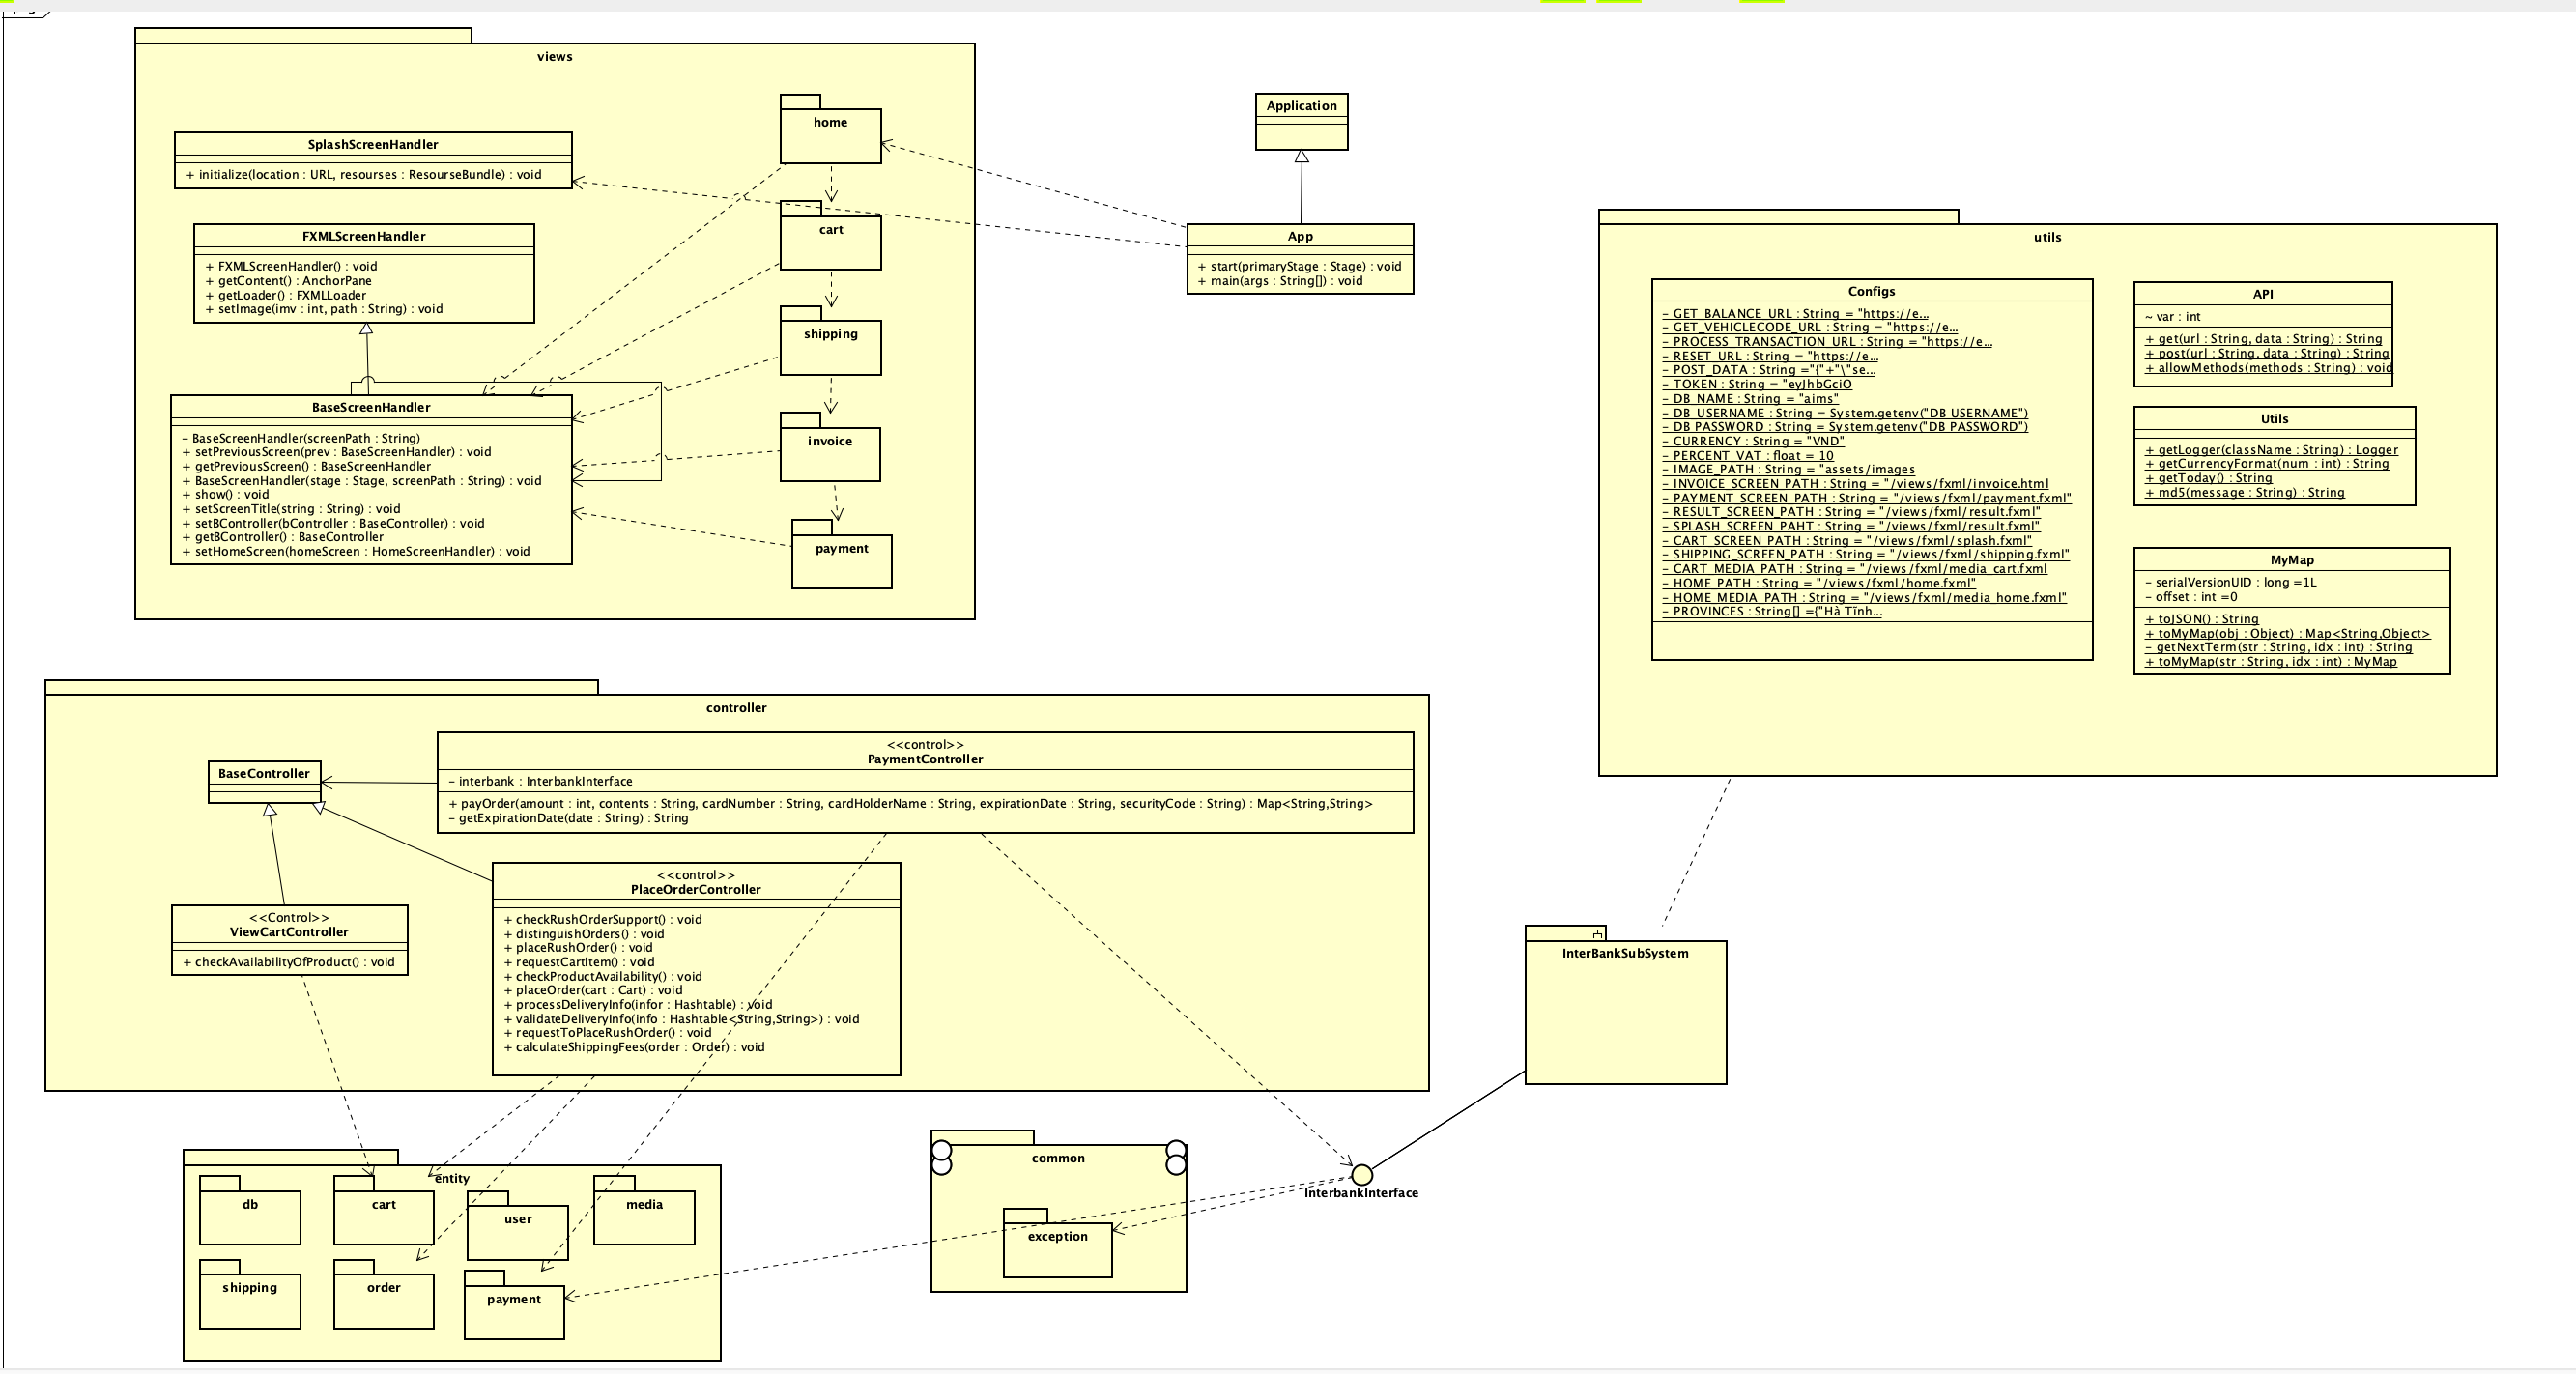 views
home
SplashScreenHandler
+ initialize(location : URL, resourses : ResourseBundle) : void
cart
FXMLScreenHandler
+ FXMLScreenHandler() : void
+ getContent() : AnchorPane
+ getLoader() : FXMLLoader
+ setImage(imv : int, path : String) : void
shipping
BaseScreenHandler
- BaseScreenHandler(screenPath : String)
+ setPreviousScreen(prev : BaseScreenHandler) : void
+ getPreviousScreen() : BaseScreenHandler
+ BaseScreenHandler(stage : Stage, screenPath : String) : void
+ show() : void
+ setScreenTitle(string : String) : void
+ setBController(bController : BaseController) : void
+ getBController() : BaseController
+ setHomeScreen(homeScreen : HomeScreenHandler) : void
invoice
payment
Application
App
+ start(primaryStage : Stage) : void
+ main(args : String[]) : void
utils
Configs
- GET_BALANCE_URL : String = "https://e...
- GET_VEHICLECODE_URL : String = "https://e...
- PROCESS_TRANSACTION_URL : String = "https://e...
- RESET_URL : String = "https://e...
- POST_DATA : String ="{"+"\"se...
- TOKEN : String = "eyJhbGciO
- DB_NAME : String = "aims"
- DB_USERNAME : String = System.getenv("DB_USERNAME")
- DB_PASSWORD : String = System.getenv("DB_PASSWORD")
- CURRENCY : String = "VND"
- PERCENT_VAT : float = 10
- IMAGE_PATH : String = "assets/images
- INVOICE_SCREEN_PATH : String = "/views/fxml/invoice.html
- PAYMENT_SCREEN_PATH : String = "/views/fxml/payment.fxml"
- RESULT_SCREEN_PATH : String = "/views/fxml/result.fxml"
- SPLASH_SCREEN_PAHT : String = "/views/fxml/result.fxml"
- CART_SCREEN_PATH : String = "/views/fxml/splash.fxml"
- SHIPPING_SCREEN_PATH : String = "/views/fxml/shipping.fxml"
- CART_MEDIA_PATH : String = "/views/fxml/media_cart.fxml
- HOME_PATH : String = "/views/fxml/home.fxml"
- HOME_MEDIA_PATH : String = "/views/fxml/media_home.fxml"
- PROVINCES : String[] ={"Hà Tĩnh...
API
~ var : int
+ get(url : String, data : String) : String
+ post(url : String, data : String) : String
+ allowMethods(methods : String) : void
Utils
+ getLogger(className : String) : Logger
+ getCurrencyFormat(num : int) : String
+ getToday() : String
+ md5(message : String) : String
MyMap
- serialVersionUID : long =1L
- offset : int =0
+ toJSON() : String
+ toMyMap(obj : Object) : Map<String,Object>
- getNextTerm(str : String, idx : int) : String
+ toMyMap(str : String, idx : int) : MyMap
controller
BaseController
<<control>>
PaymentController
- interbank : InterbankInterface
+ payOrder(amount : int, contents : String, cardNumber : String, cardHolderName : String, expirationDate : String, securityCode : String) : Map<String,String>
- getExpirationDate(date : String) : String
<<control>>
PlaceOrderController
+ checkRushOrderSupport() : void
+ distinguishOrders() : void
+ placeRushOrder() : void
+ requestCartItem() : void
+ checkProductAvailability() : void
+ placeOrder(cart : Cart) : void
+ processDeliveryInfo(infor : Hashtable) : void
+ validateDeliveryInfo(info : Hashtable<String,String>) : void
+ requestToPlaceRushOrder() : void
+ calculateShippingFees(order : Order) : void
<<Control>>
ViewCartController
+ checkAvailabilityOfProduct() : void
InterBankSubSystem
entity
db
cart
user
media
shipping
order
payment
common
exception
InterbankInterface